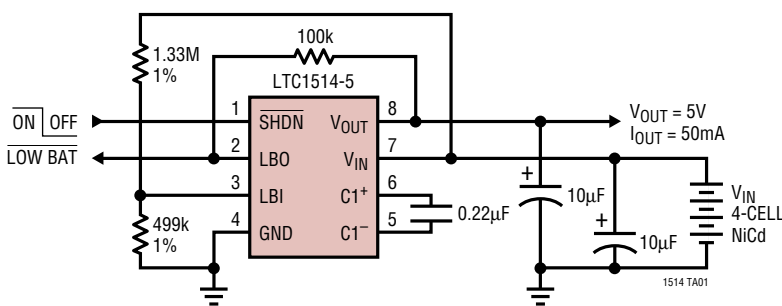 100k
1.33M
1%
LTC1514-5
ON OFF
LOW BAT
1
2
3
4
SHDN
LBO
LBI
GND
VOUT
VIN
C1+
C1–
8
7
6
5
499k
1%
0.22µF
+
10µF
+
10µF
VOUT = 5V
IOUT = 50mA
VIN
4-CELL
NiCd
1514 TA01